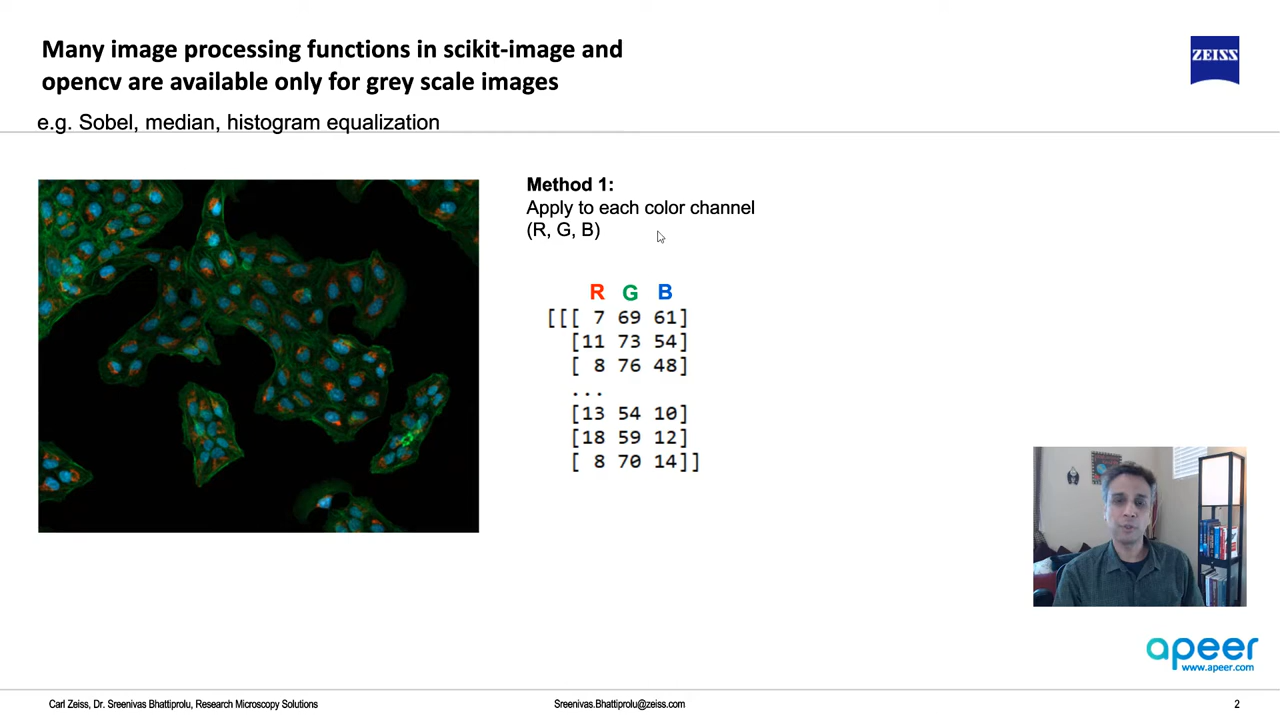 Many image processing functions in scikit-image and
opencv are available only for grey scale images
ZEISS
e.g. Sobel, median, histogram equalization
Method 1:
Apply to each color channel
(R, G, B)
R G B
[[[ 7 69 61]
[11 73 54]
[ 8 76 48]
...
[13 54 10]
[18 59 12]
[ 8 70 14]]
apeer
www.apeer.com
Carl Zeiss, Dr. Sreenivas Bhattiprolu, Research Microscopy Solutions
Sreenivas.Bhattiprolu@zeiss.com
2